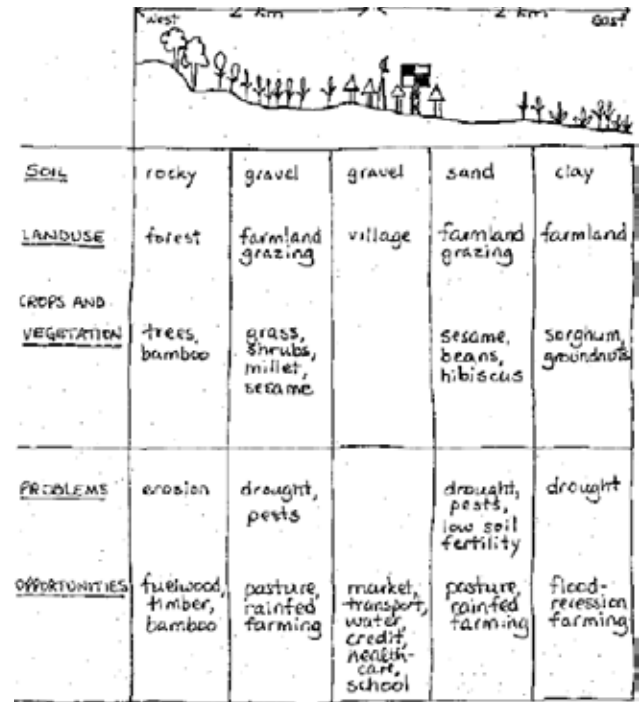 West 2 km 2 km East
SOIL rocky gravel gravel sand clay
LANDUSE forest farmland grazing village farmland grazing farmland
CROPS AND
VEGETATION trees, bamboo grass, shrubs, millet, sesame sesame, beans, hibiscus sorghum, groundnuts
PROBLEMS erosion drought, pests drought, pests, low soil fertility drought
OPPORTUNITIES fuelwood, timber, bamboo pasture, rainfed farming market, transport, water, credit, health-care, school pasture, rainfed farming flood-recession farming